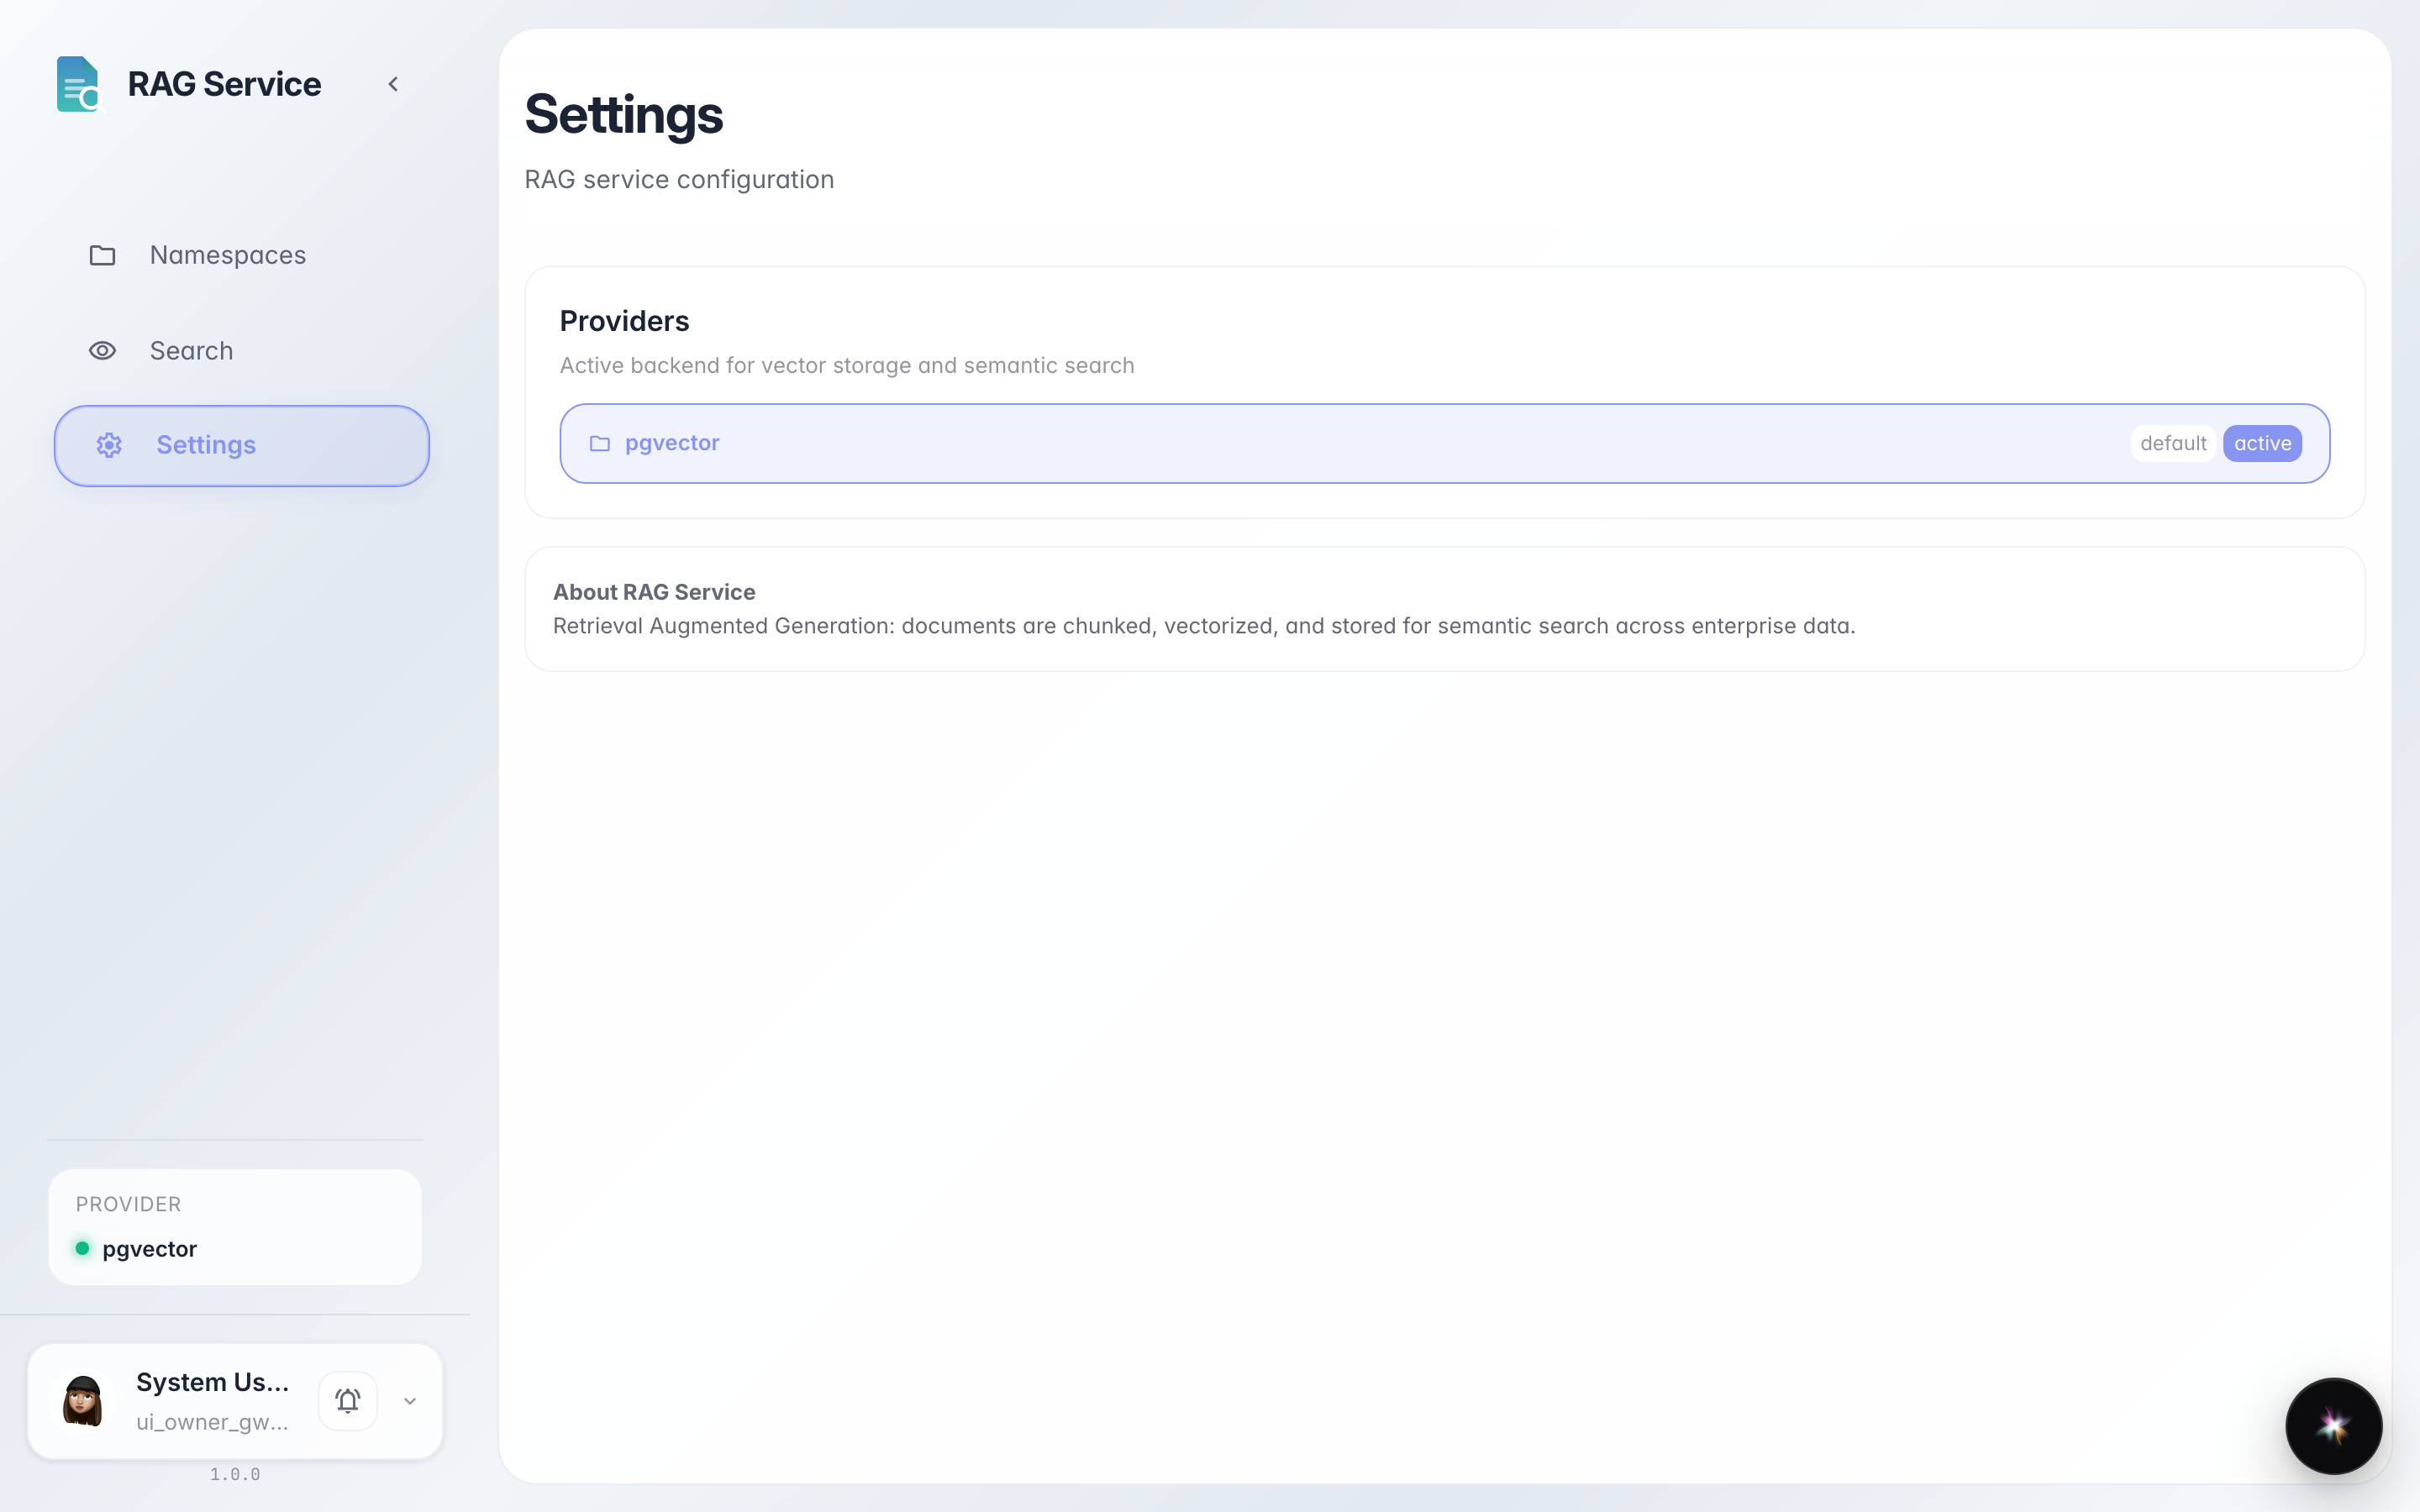 RAG Service
Namespaces
Search
Settings
PROVIDER
pgvector
System Us...
ui_owner_gw...
1.0.0
Settings
RAG service configuration
Providers
Active backend for vector storage and semantic search
pgvector
default active
About RAG Service
Retrieval Augmented Generation: documents are chunked, vectorized, and stored for semantic search across enterprise data.